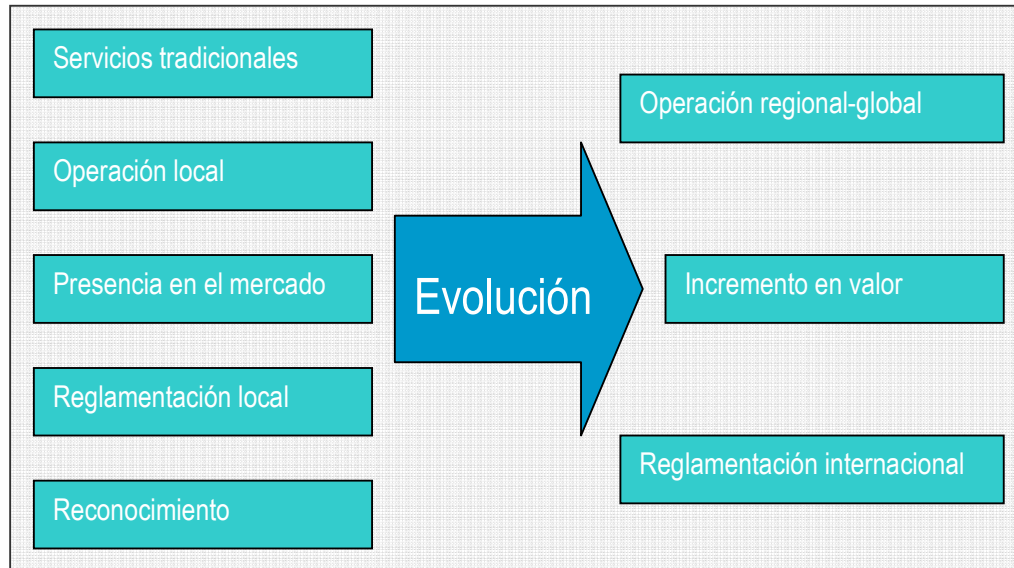 Servicios tradicionales
Operación local
Presencia en el mercado
Reglamentación local
Reconocimiento
Evolución
Operación regional-global
Incremento en valor
Reglamentación internacional